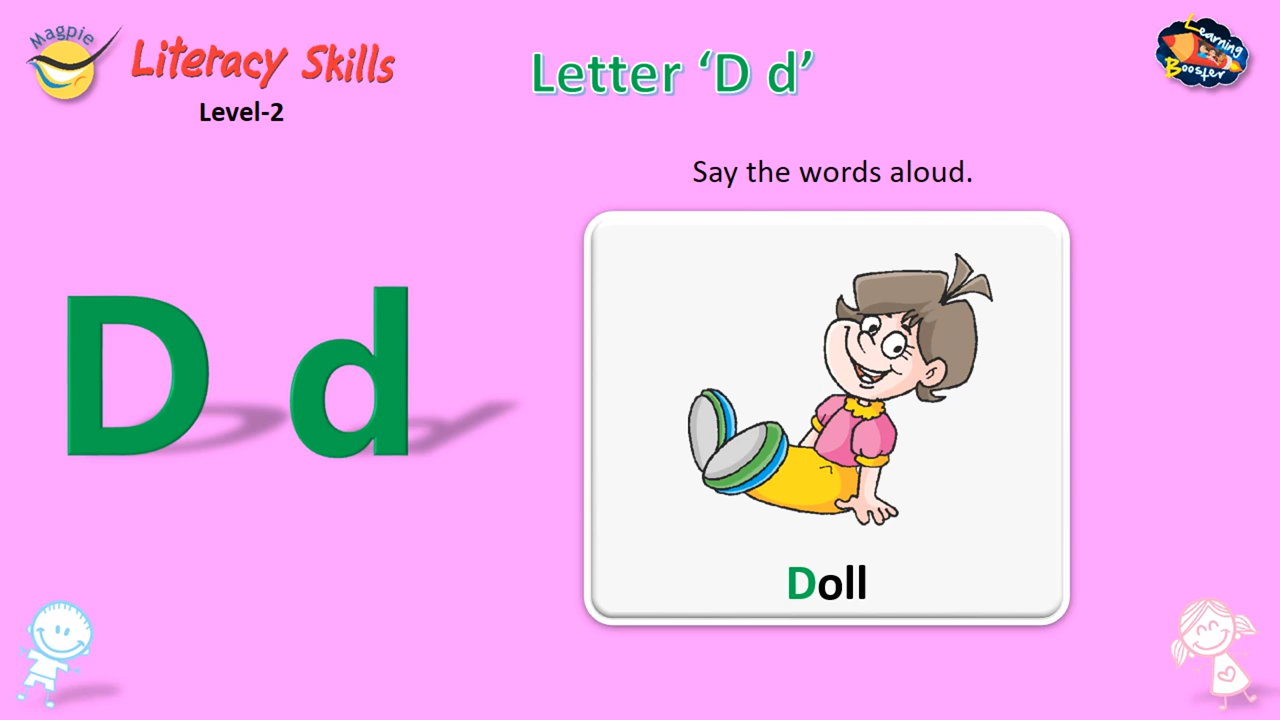 Magpie
Literacy Skills
Level-2
Letter ‘D d’
Learning
Booster
Say the words aloud.
D d
Doll